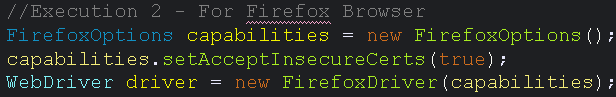 //Execution 2 - For Firefox Browser
FirefoxOptions capabilities = new FirefoxOptions();
capabilities.setAcceptInsecureCerts(true);
WebDriver driver = new FirefoxDriver(capabilities);